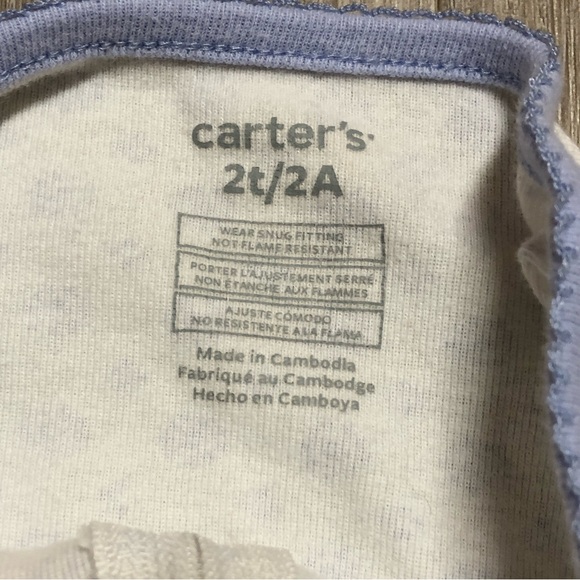 carter's
2t/2A
WEAR SNUG FITTING
NOT FLAME RESISTANT
PORTER L'AJUSTEMENT SERRÉ
NON ÉTANCHE AUX FLAMMES
AJUSTE CÓMODO
NO RESISTENTE A LA FLAMA
Made in Cambodia
Fabriqué au Cambodge
Hecho en Camboya